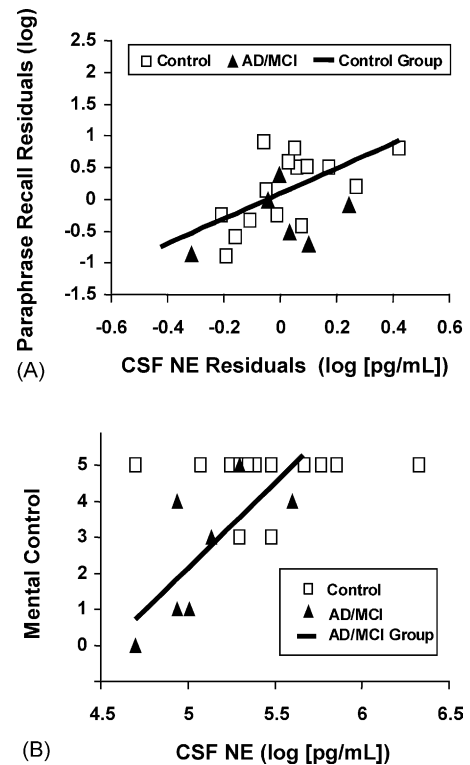 (A)
Paraphrase Recall Residuals (log)
2.5
2
1.5
1
0.5
0
-0.5
-1
-1.5
Control AD/MCI Control Group
-0.6 -0.4 -0.2 0 0.2 0.4 0.6
CSF NE Residuals (log [pg/mL])
(B)
Mental Control
5
4
3
2
1
0
Control
AD/MCI
AD/MCI Group
4.5 5 5.5 6 6.5
CSF NE (log [pg/mL])